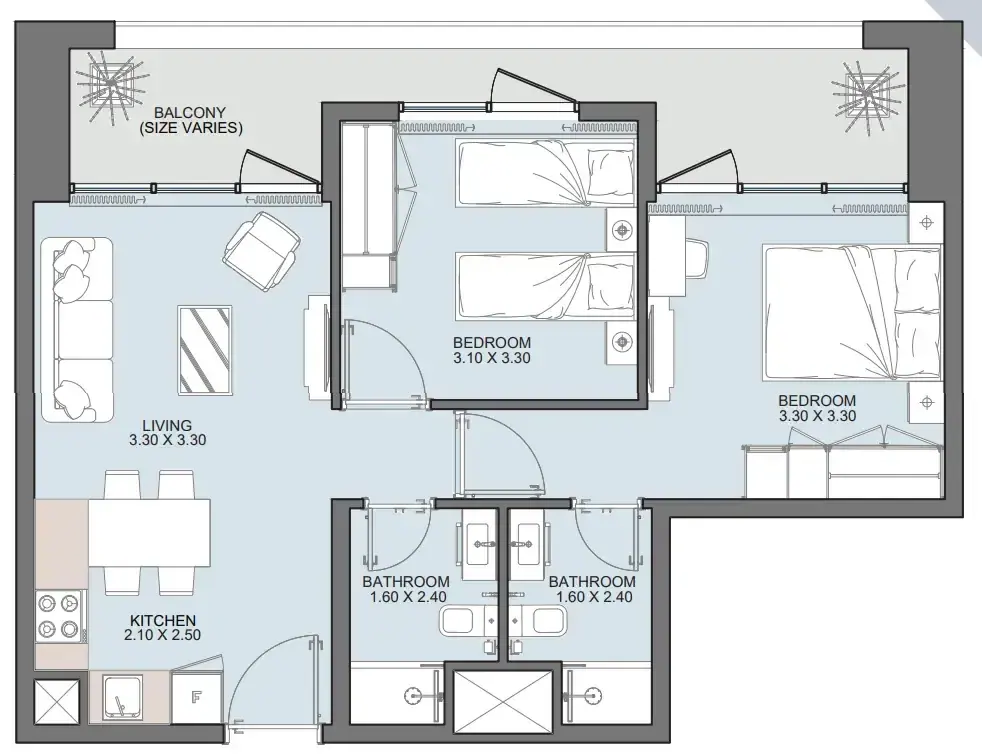 BALCONY
(SIZE VARIES)
BEDROOM
3.10 X 3.30
BEDROOM
3.30 X 3.30
LIVING
3.30 X 3.30
BATHROOM
1.60 X 2.40
BATHROOM
1.60 X 2.40
KITCHEN
2.10 X 2.50
F